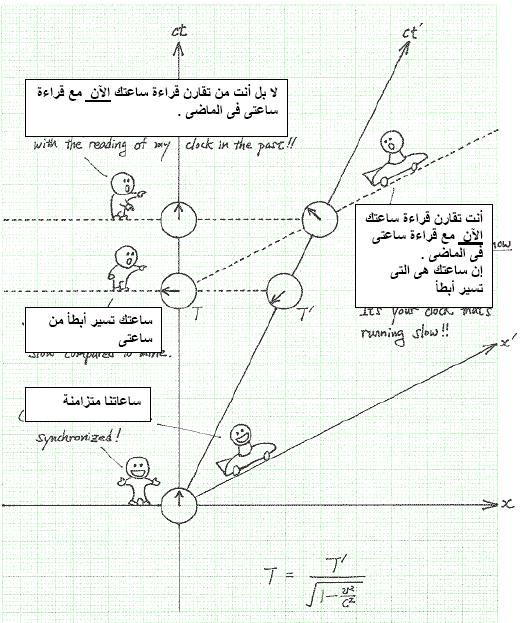 ct
ct'
لا بل أنت من تقارن قراءة ساعتك الآن مع قراءة
ساعتى فى الماضى .
with the reading of my clock in the past!!
أنت تقارن قراءة ساعتك
الآن مع قراءة ساعتى
فى الماضى .
إن ساعتك هى التى
تسير أبطأ
now
It's your clock that's
running slow!!
T
T'
ساعتك تسير أبطأ من
ساعتى
slow compared to mine.
x'
ساعاتنا متزامنة
synchronized!
x
T = T' / √(1 - v²/c²)